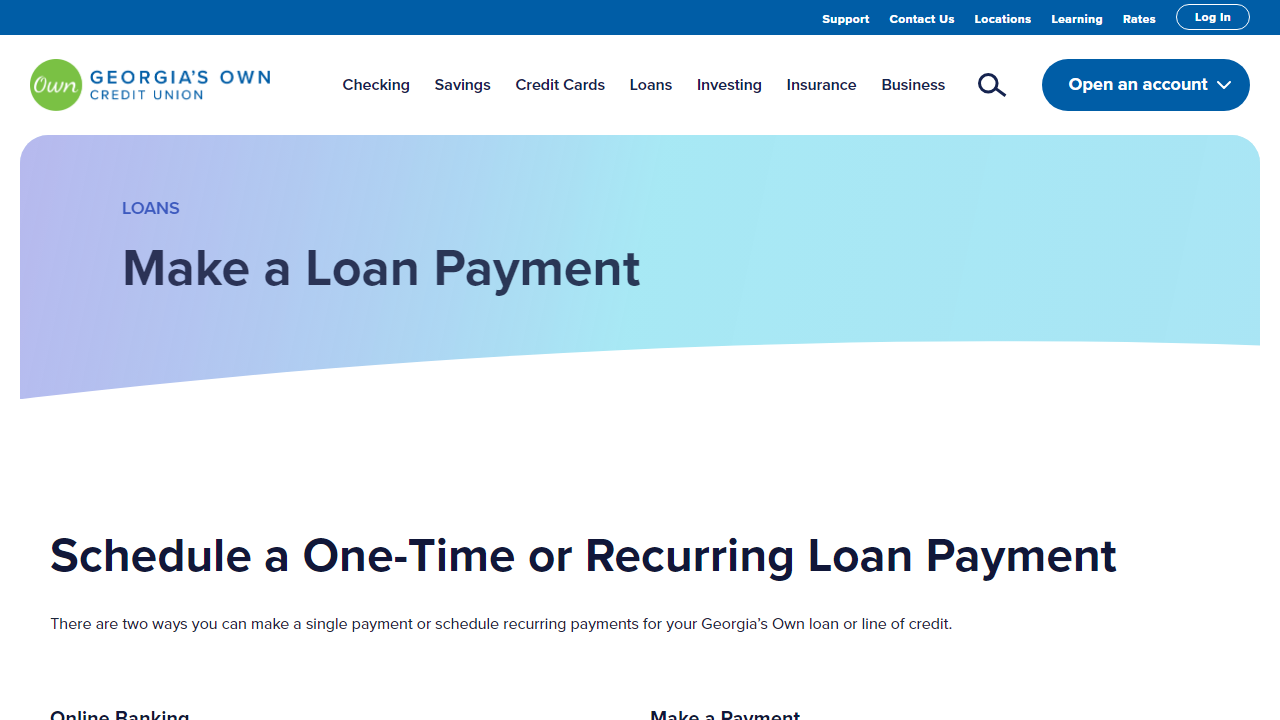 Support Contact Us Locations Learning Rates Log In
Own GEORGIA'S OWN
CREDIT UNION
Checking Savings Credit Cards Loans Investing Insurance Business Open an account
LOANS
Make a Loan Payment
Schedule a One-Time or Recurring Loan Payment
There are two ways you can make a single payment or schedule recurring payments for your Georgia’s Own loan or line of credit.
Online Banking Make a Payment